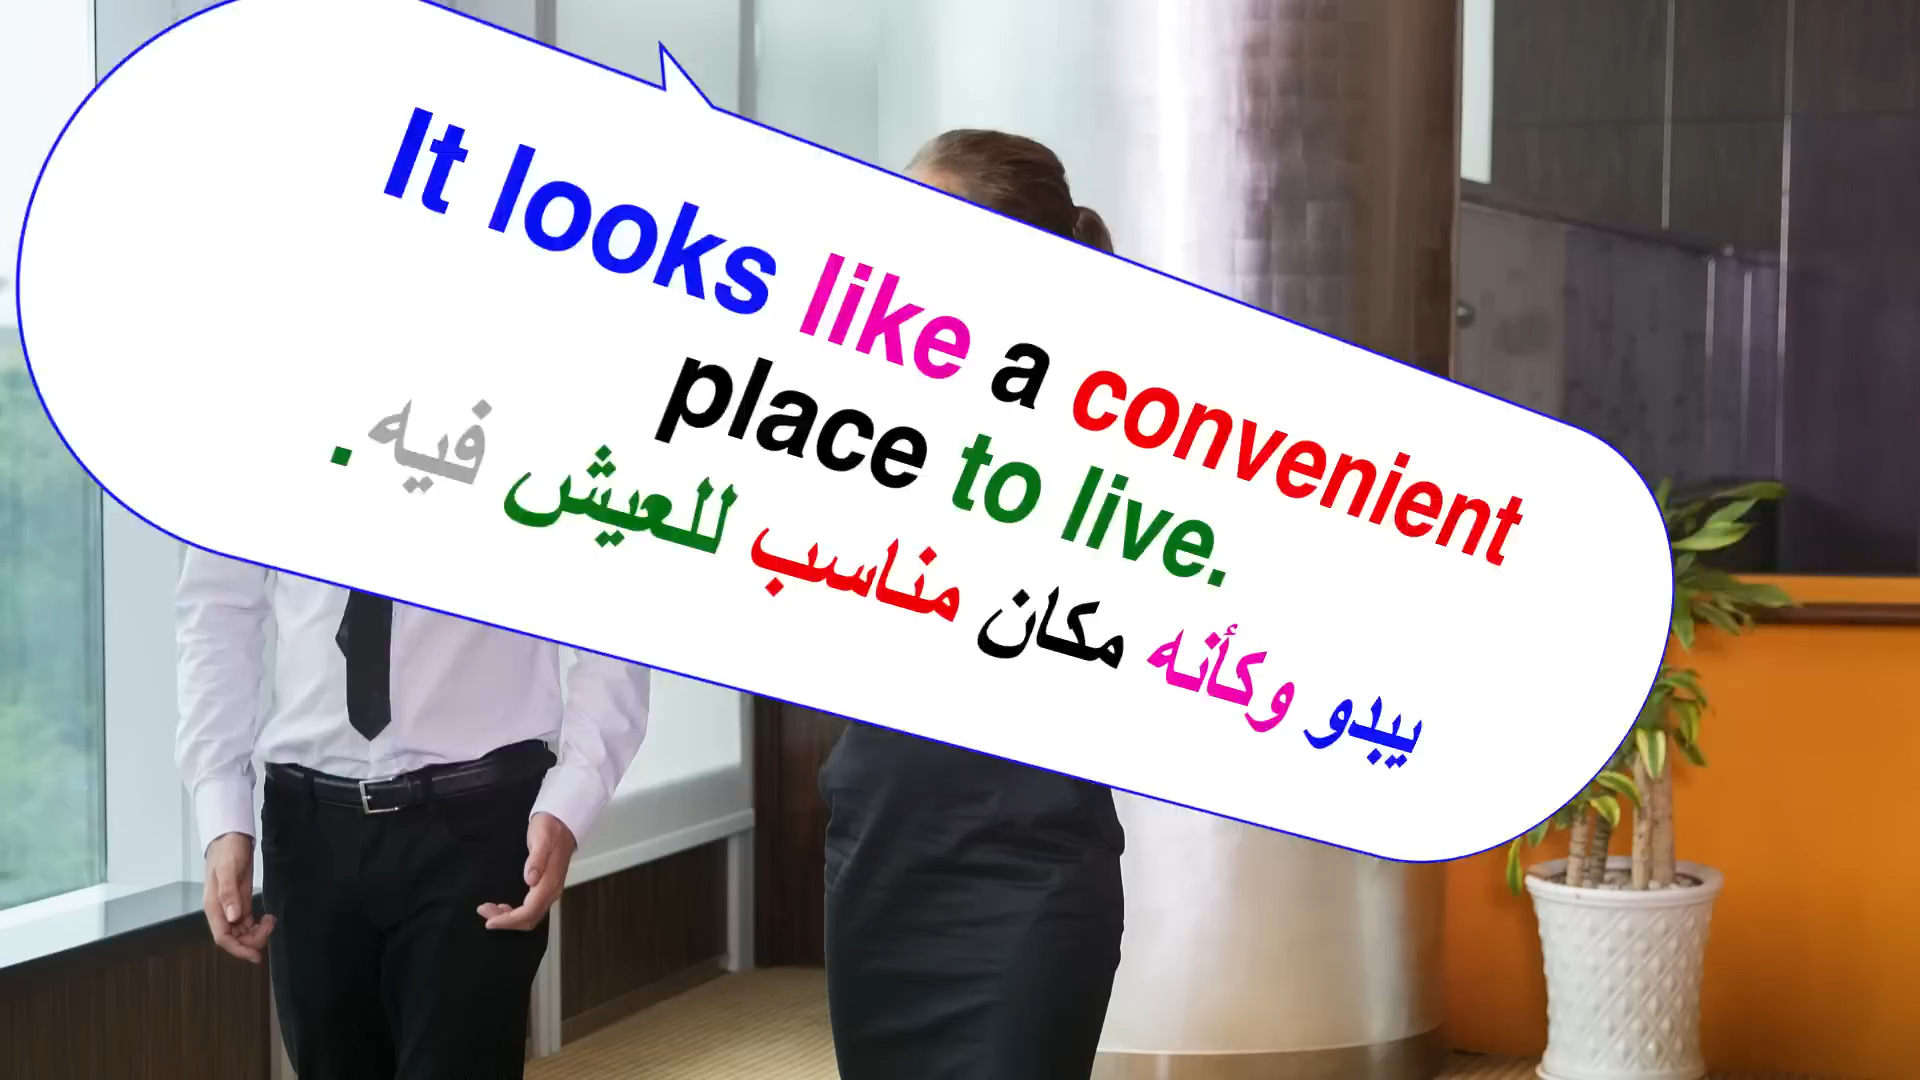 It looks like a convenient
place to live.
يبدو وكأنه مكان مناسب للعيش فيه .